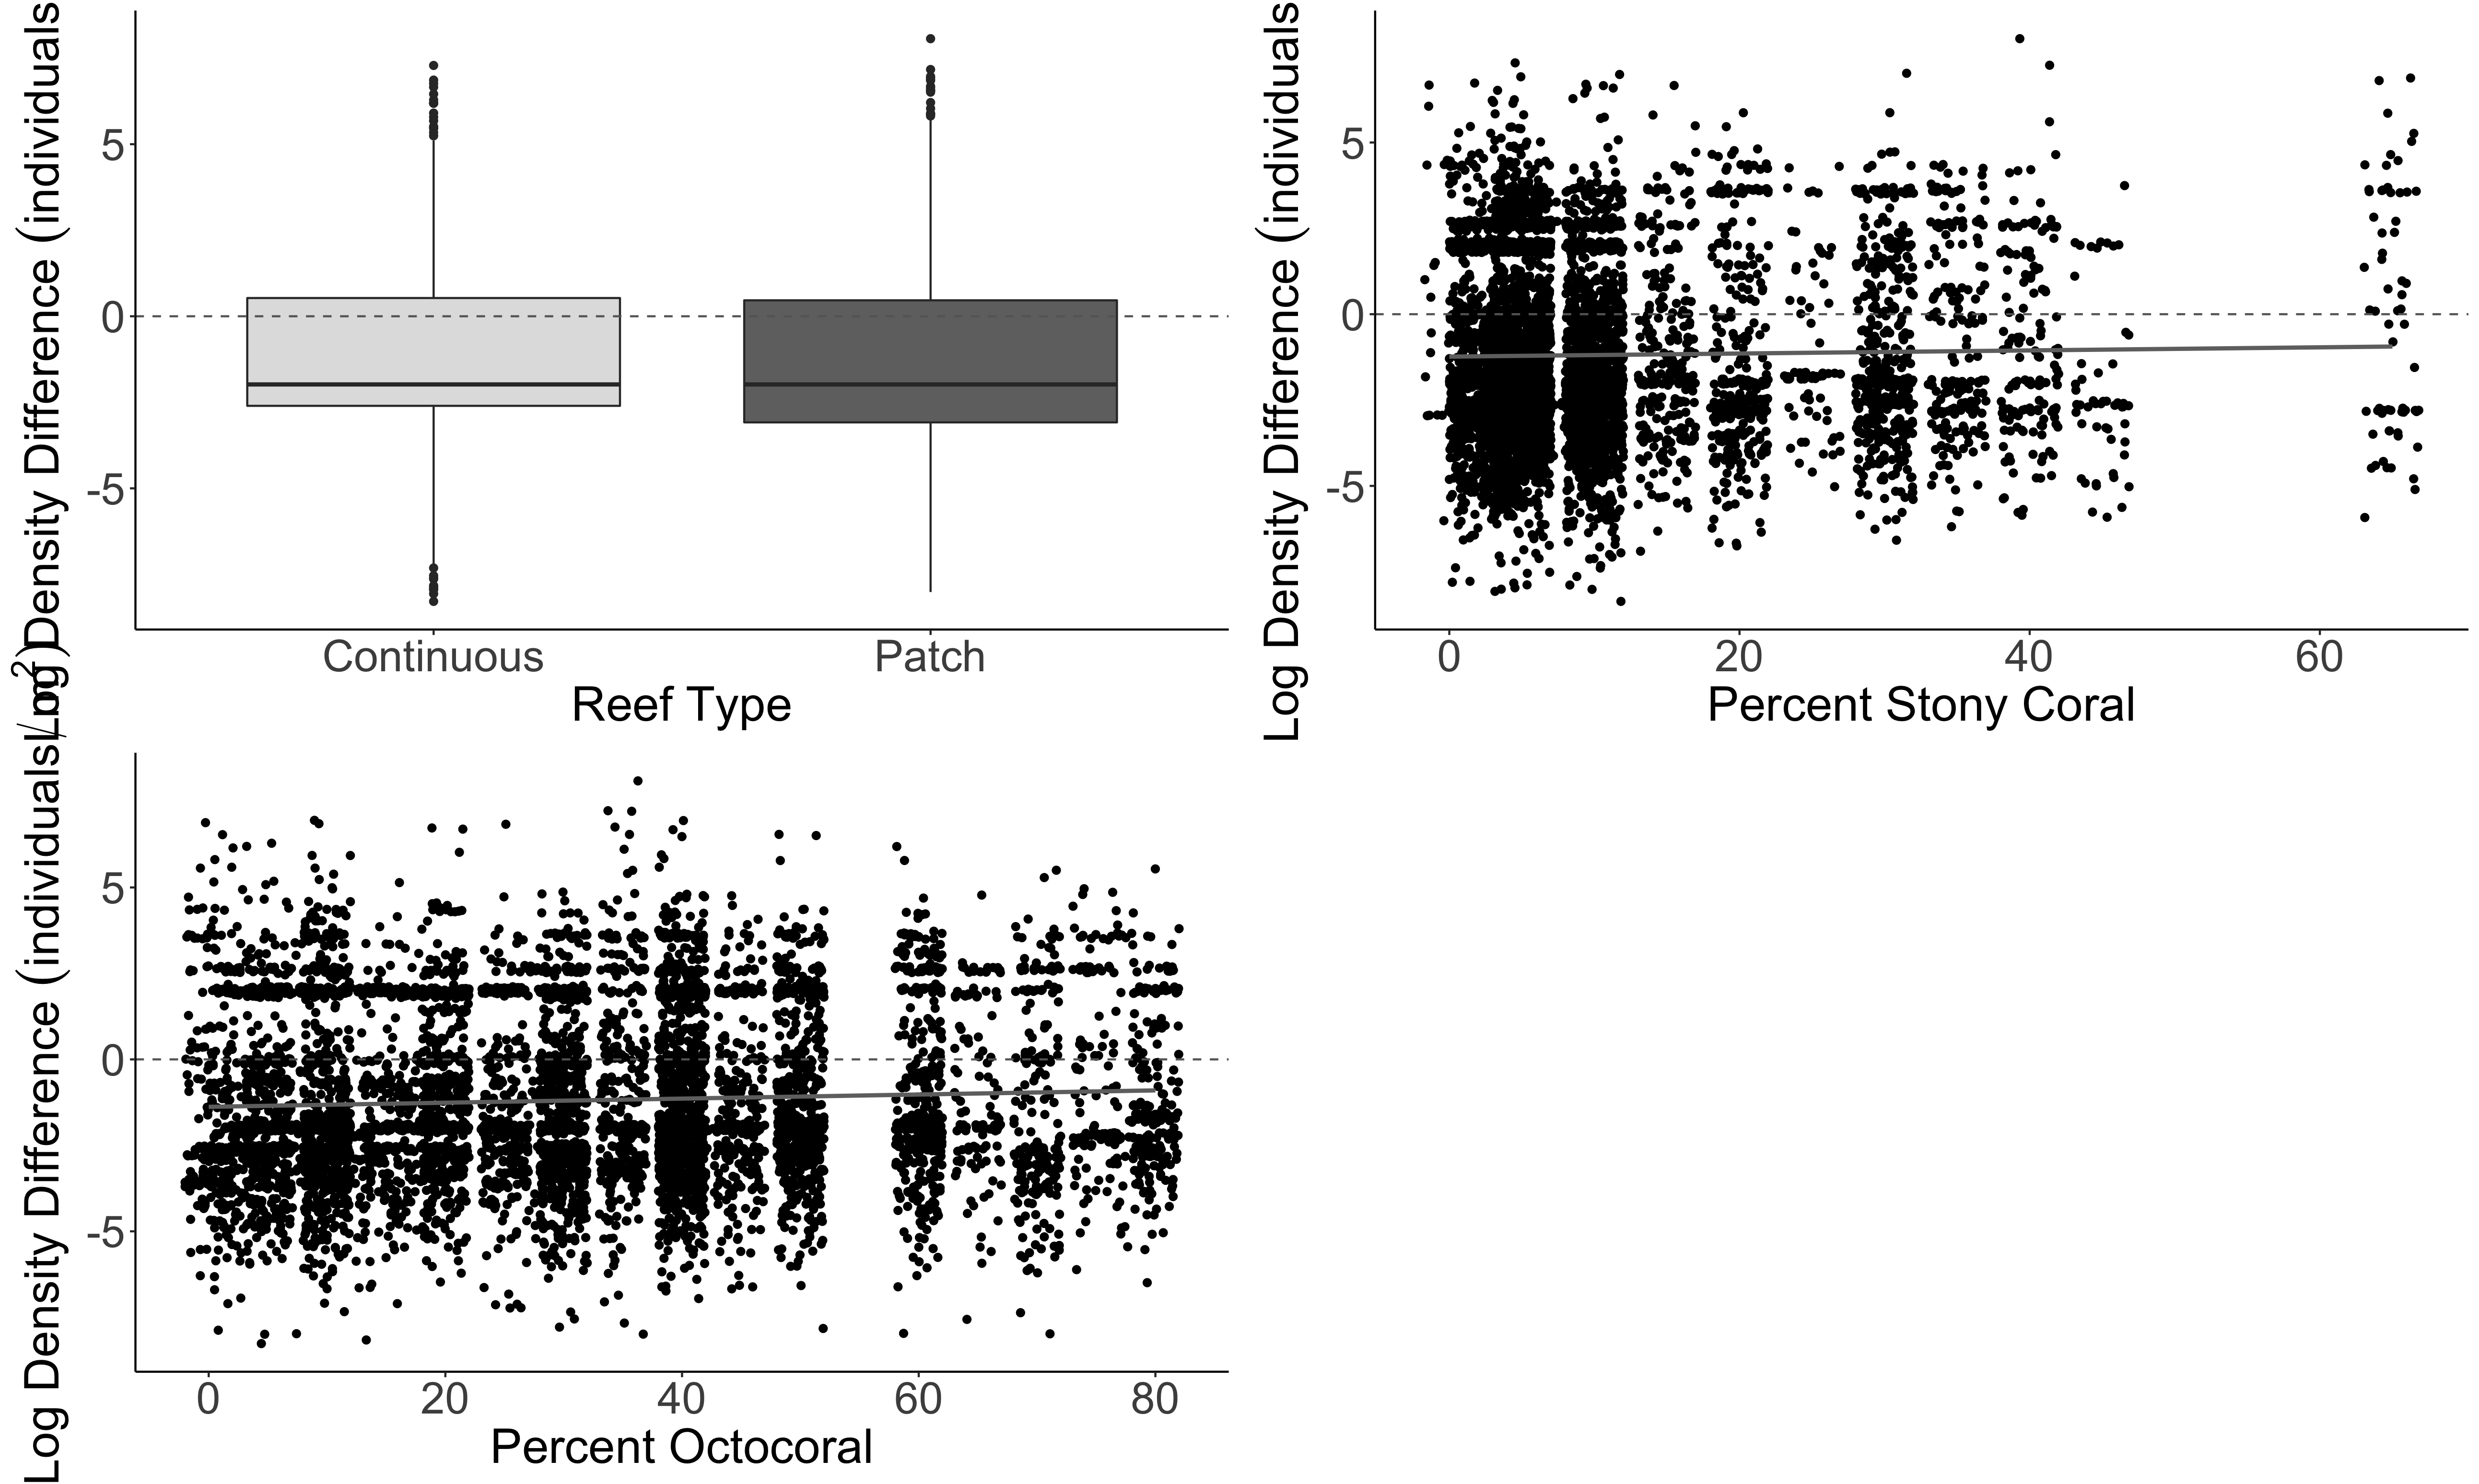 Log Density Difference (individuals/m²)
5
0
-5
Continuous
Patch
Reef Type
Log Density Difference (individuals
5
0
-5
0
20
40
60
Percent Stony Coral
Log Density Difference (individuals
5
0
-5
0
20
40
60
80
Percent Octocoral